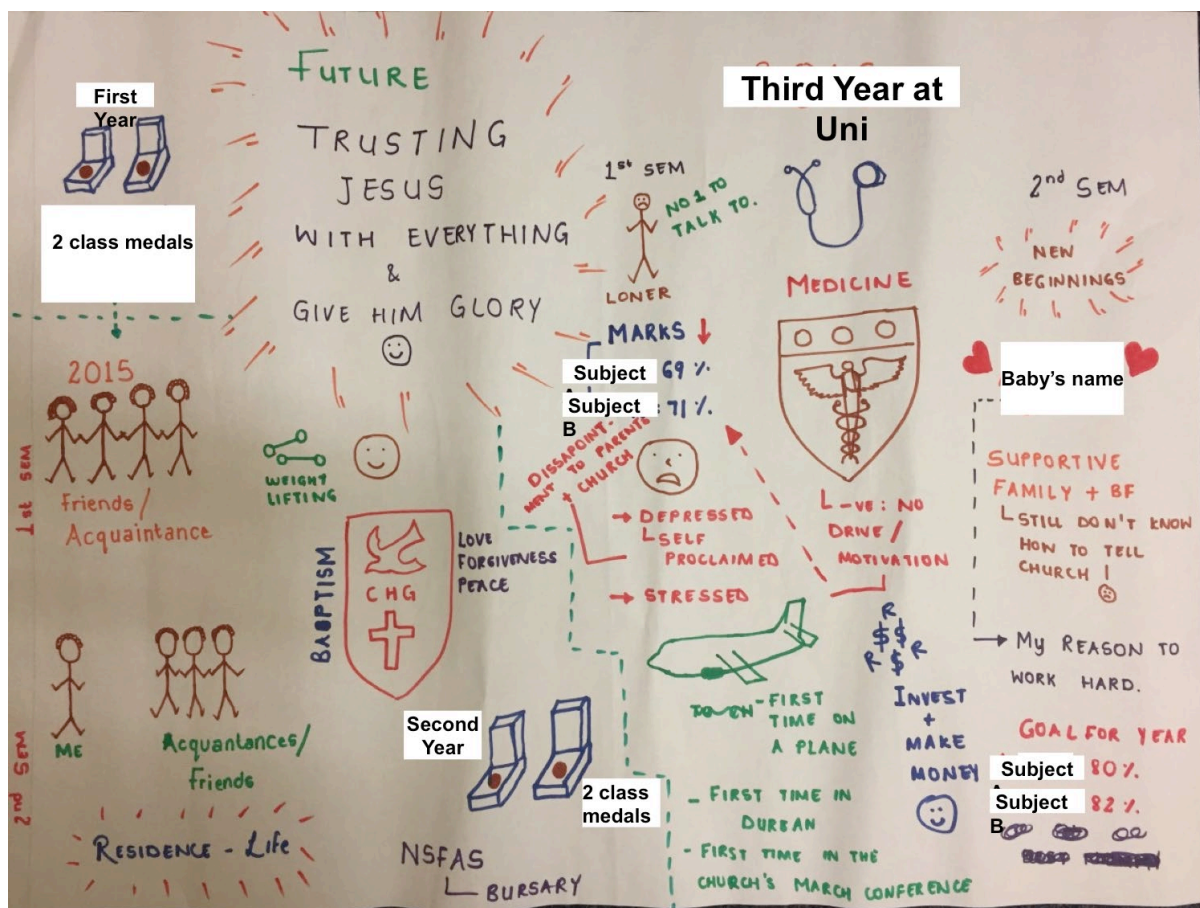 First
Year
2 class medals
2015
1st SEM
Friends/
Acquaintance
2nd SEM
ME
Acquantances/
Friends
RESIDENCE - Life
FUTURE
TRUSTING
JESUS
WITH EVERYTHING
&
GIVE HIM GLORY
WEIGHT
LIFTING
BAPTISM
CHG
LOVE
FORGIVENESS
PEACE
Second
Year
2 class
medals
NSFAS
BURSARY
Third Year at
Uni
1st SEM
NO 1 TO
TALK TO.
LONER
MARKS
Subject 69 %
Subject : 71 %.
B
DISSAPOINT-
MENT TO PARENTS
+ CHURCH
DEPRESSED
SELF
PROCLAIMED
STRESSED
MEDICINE
-ve: NO
DRIVE/
MOTIVATION
- FIRST
TIME ON
A PLANE
- FIRST TIME IN
DURBAN
- FIRST TIME IN THE
CHURCH'S MARCH CONFERENCE
R
$ $
R $ R
INVEST
+
MAKE
MONEY
2nd SEM
NEW
BEGINNINGS
Baby's name
SUPPORTIVE
FAMILY + BF
STILL DON'T KNOW
HOW TO TELL
CHURCH !
MY REASON TO
WORK HARD.
GOAL FOR YEAR
Subject 80 %.
Subject 82 %.
B